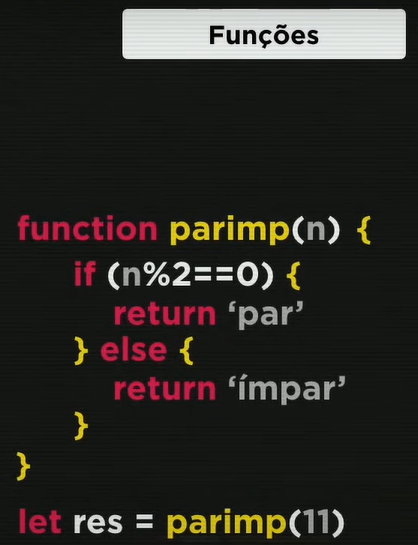 Funções
function parimp(n) {
if (n%2==0) {
return ‘par’
} else {
return ‘ímpar’
}
}
let res = parimp(11)